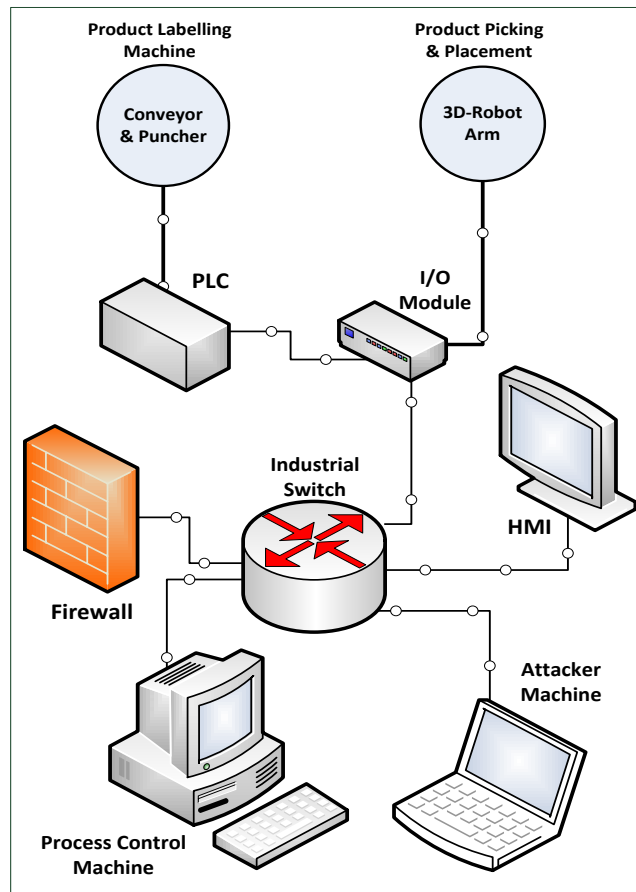 Product Labelling
Machine
Product Picking
& Placement
Conveyor
& Puncher
3D-Robot
Arm
PLC
I/O
Module
Industrial
Switch
HMI
Firewall
Attacker
Machine
Process Control
Machine